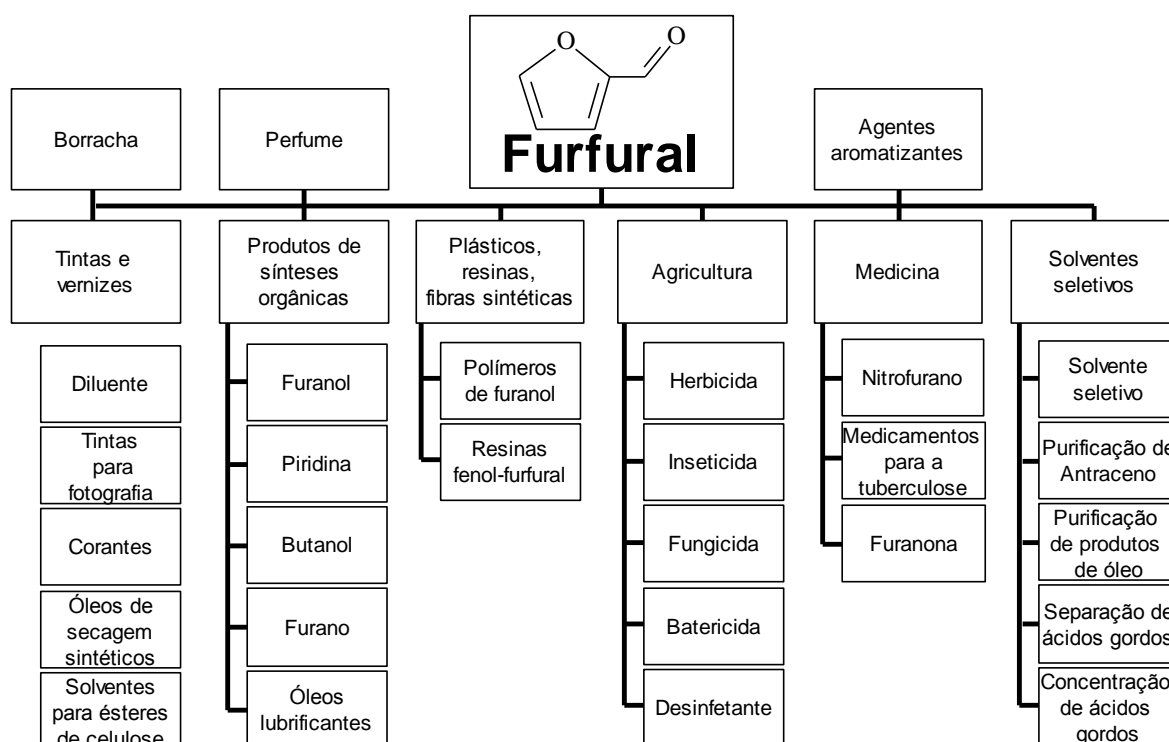 O
O
Furfural
Borracha
Perfume
Agentes
aromatizantes
Tintas e
vernizes
Produtos de
sínteses
orgânicas
Plásticos,
resinas,
fibras sintéticas
Agricultura
Medicina
Solventes
seletivos
Diluente
Tintas
para
fotografia
Corantes
Óleos de
secagem
sintéticos
Solventes
para ésteres
de celulose
Furanol
Piridina
Butanol
Furano
Óleos
lubrificantes
Polímeros
de furanol
Resinas
fenol-furfural
Herbicida
Inseticida
Fungicida
Batericida
Desinfetante
Nitrofurano
Medicamentos
para a
tuberculose
Furanona
Solvente
seletivo
Purificação de
Antraceno
Purificação
de produtos
de óleo
Separação de
ácidos gordos
Concentração
de ácidos
gordos